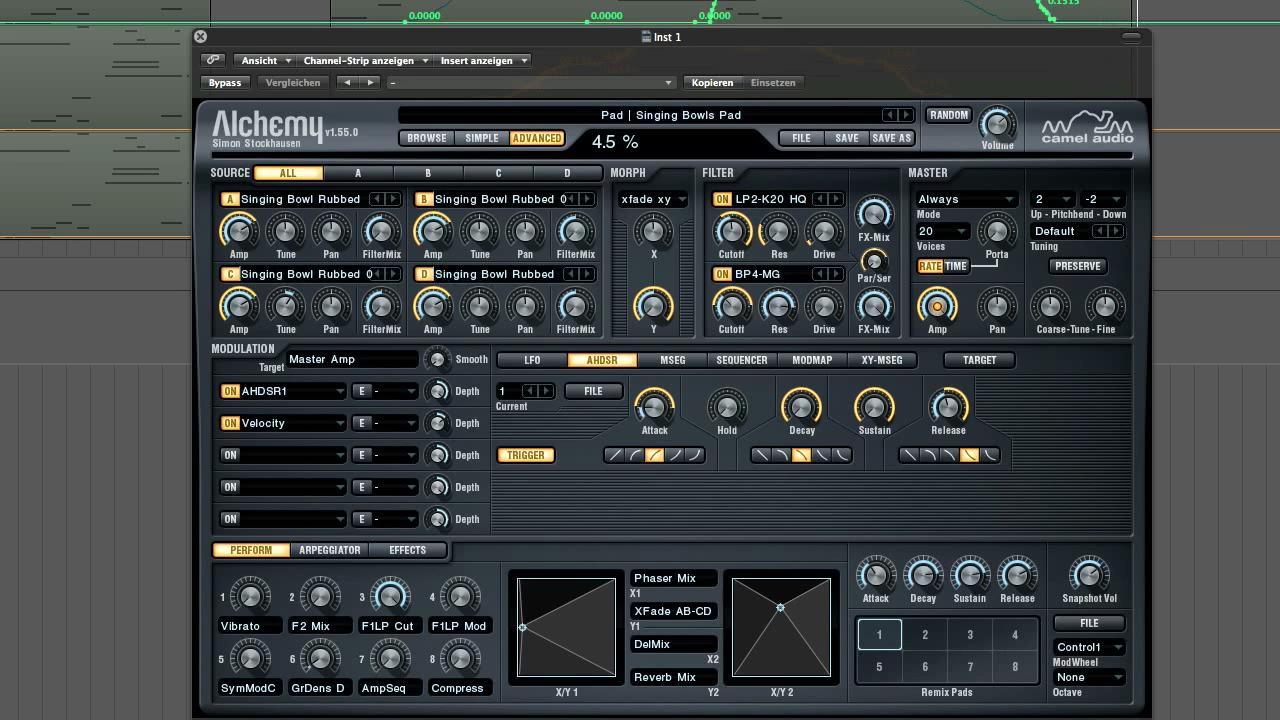 0.0000 0.0000 0.0000 0.1515
Inst 1
Ansicht Channel-Strip anzeigen Insert anzeigen
Bypass Vergleichen - Kopieren Einsetzen
Alchemy v1.55.0
Simon Stockhausen
Pad | Singing Bowls Pad
RANDOM
Volume
camel audio
BROWSE SIMPLE ADVANCED 4.5 % FILE SAVE SAVE AS
SOURCE ALL A B C D MORPH FILTER MASTER
A Singing Bowl Rubbed B Singing Bowl Rubbed 0 xfade xy ON LP2-K20 HQ Always 2 -2
Mode Up - Pitchbend - Down
20 Default
FX-Mix
Voices Tuning
Amp Tune Pan FilterMix Amp Tune Pan FilterMix X Cutoff Res Drive Porta
RATE TIME PRESERVE
C Singing Bowl Rubbed 0 D Singing Bowl Rubbed ON BP4-MG Par/Ser
Amp Tune Pan FilterMix Amp Tune Pan FilterMix Y Cutoff Res Drive FX-Mix Amp Pan Coarse-Tune - Fine
MODULATION
Target Master Amp Smooth
LFO AHDSR MSEG SEQUENCER MODMAP XY-MSEG TARGET
ON AHDSR1 E - Depth
1 FILE
Current
Attack Hold Decay Sustain Release
ON Velocity E - Depth
ON E - Depth
TRIGGER
ON E - Depth
ON E - Depth
PERFORM ARPEGGIATOR EFFECTS
1 2 3 4
Vibrato F2 Mix F1LP Cut F1LP Mod
5 6 7 8
SymModC GrDens D AmpSeq Compress
Phaser Mix
X1
XFade AB-CD
Y1
DelMix
X2
Reverb Mix
X/Y 1 Y2 X/Y 2
Attack Decay Sustain Release Snapshot Vol
1 2 3 4
5 6 7 8
Remix Pads
FILE
Control1
ModWheel
None
Octave